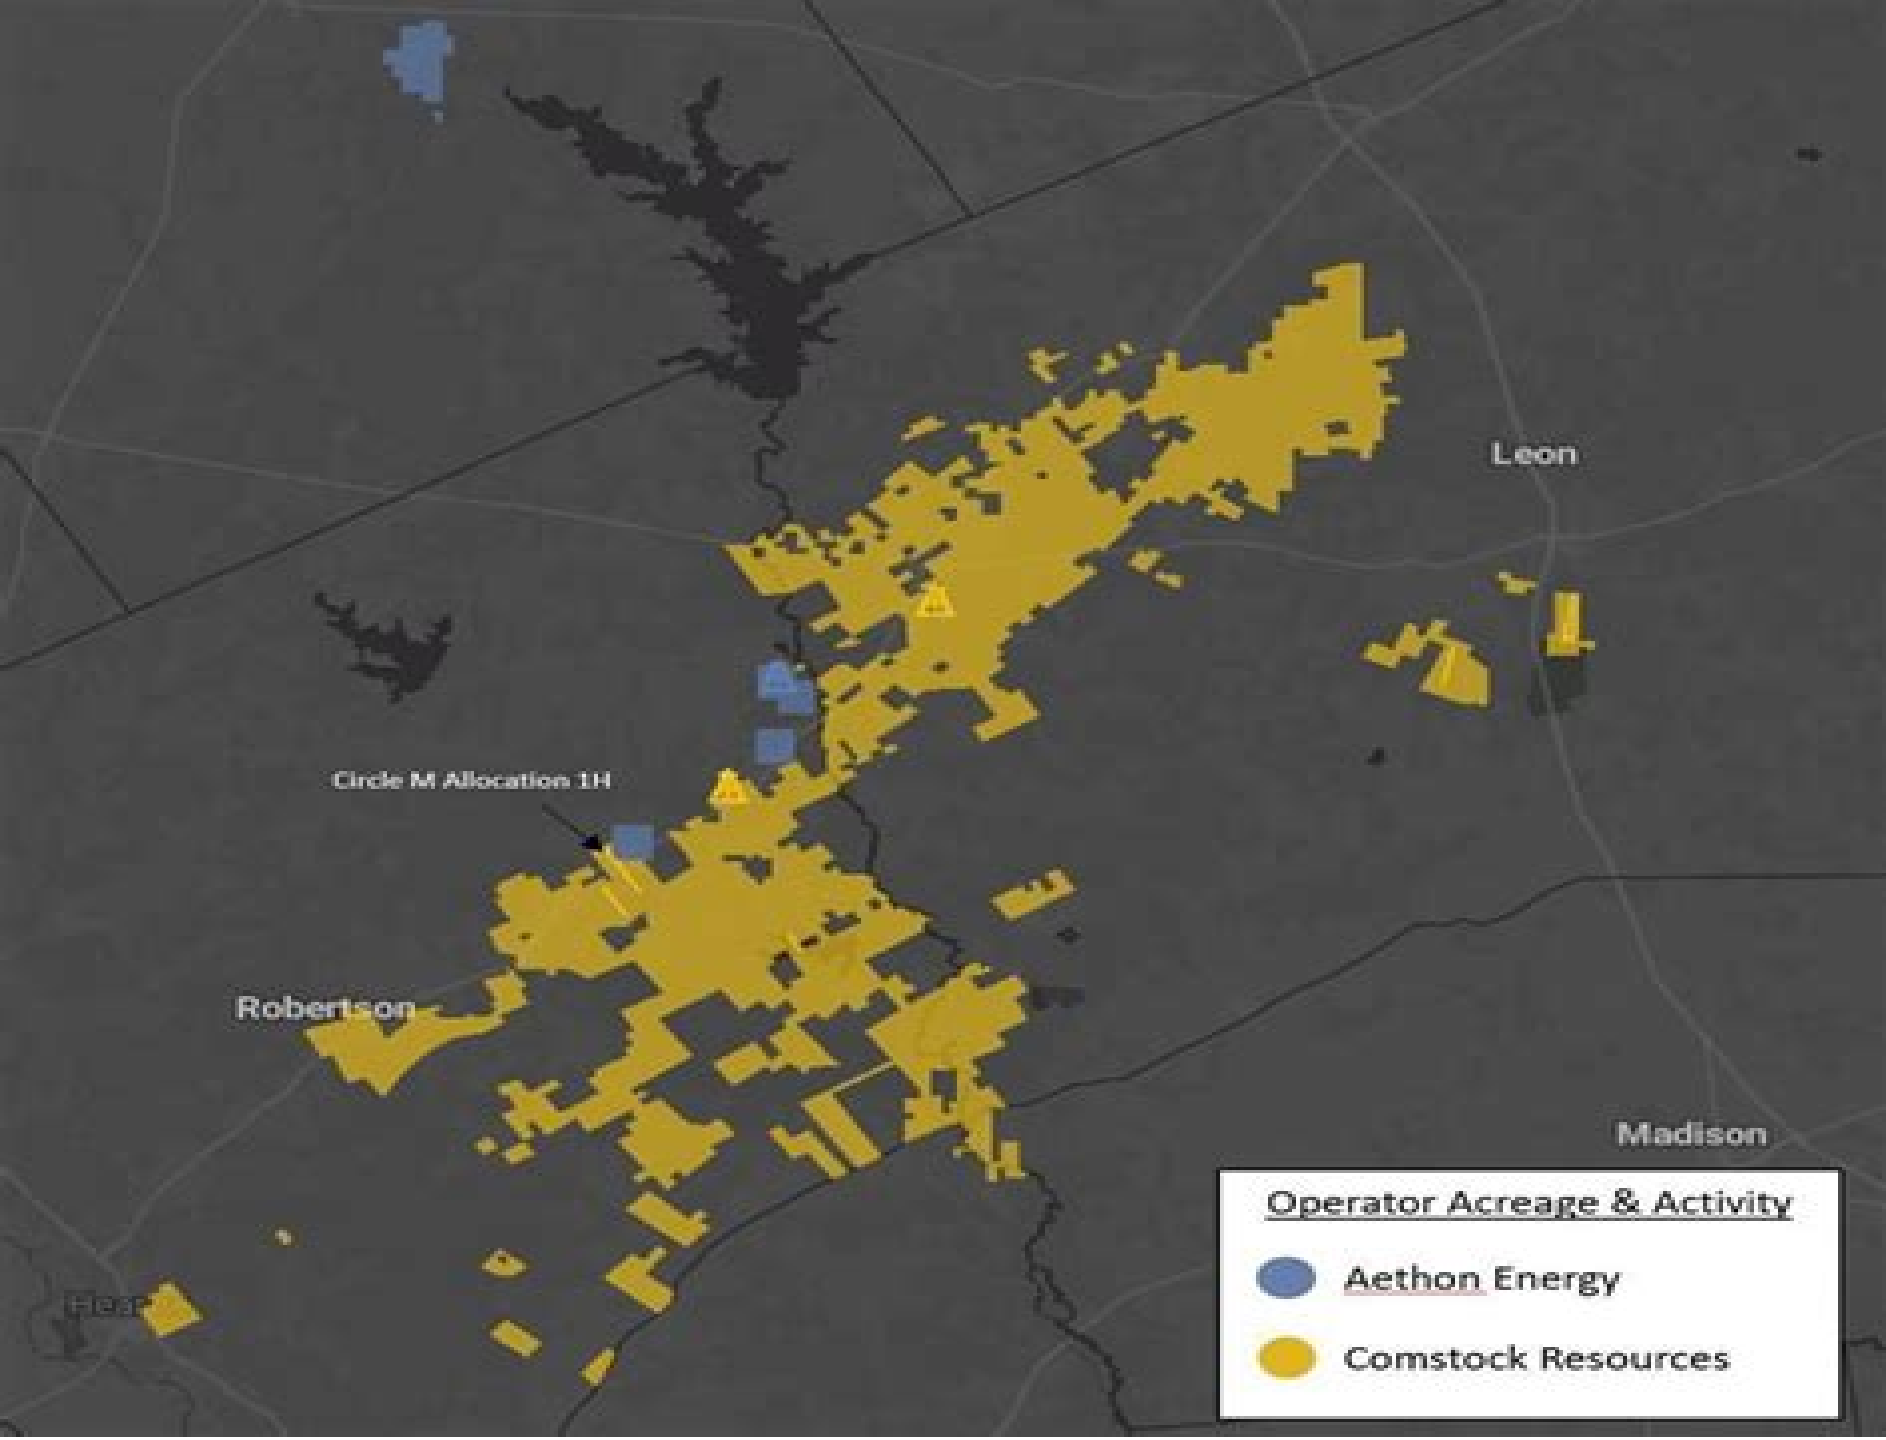 Leon
Circle M Allocation 1H
Robertson
Madison
Operator Acreage & Activity
Aethon Energy
Comstock Resources